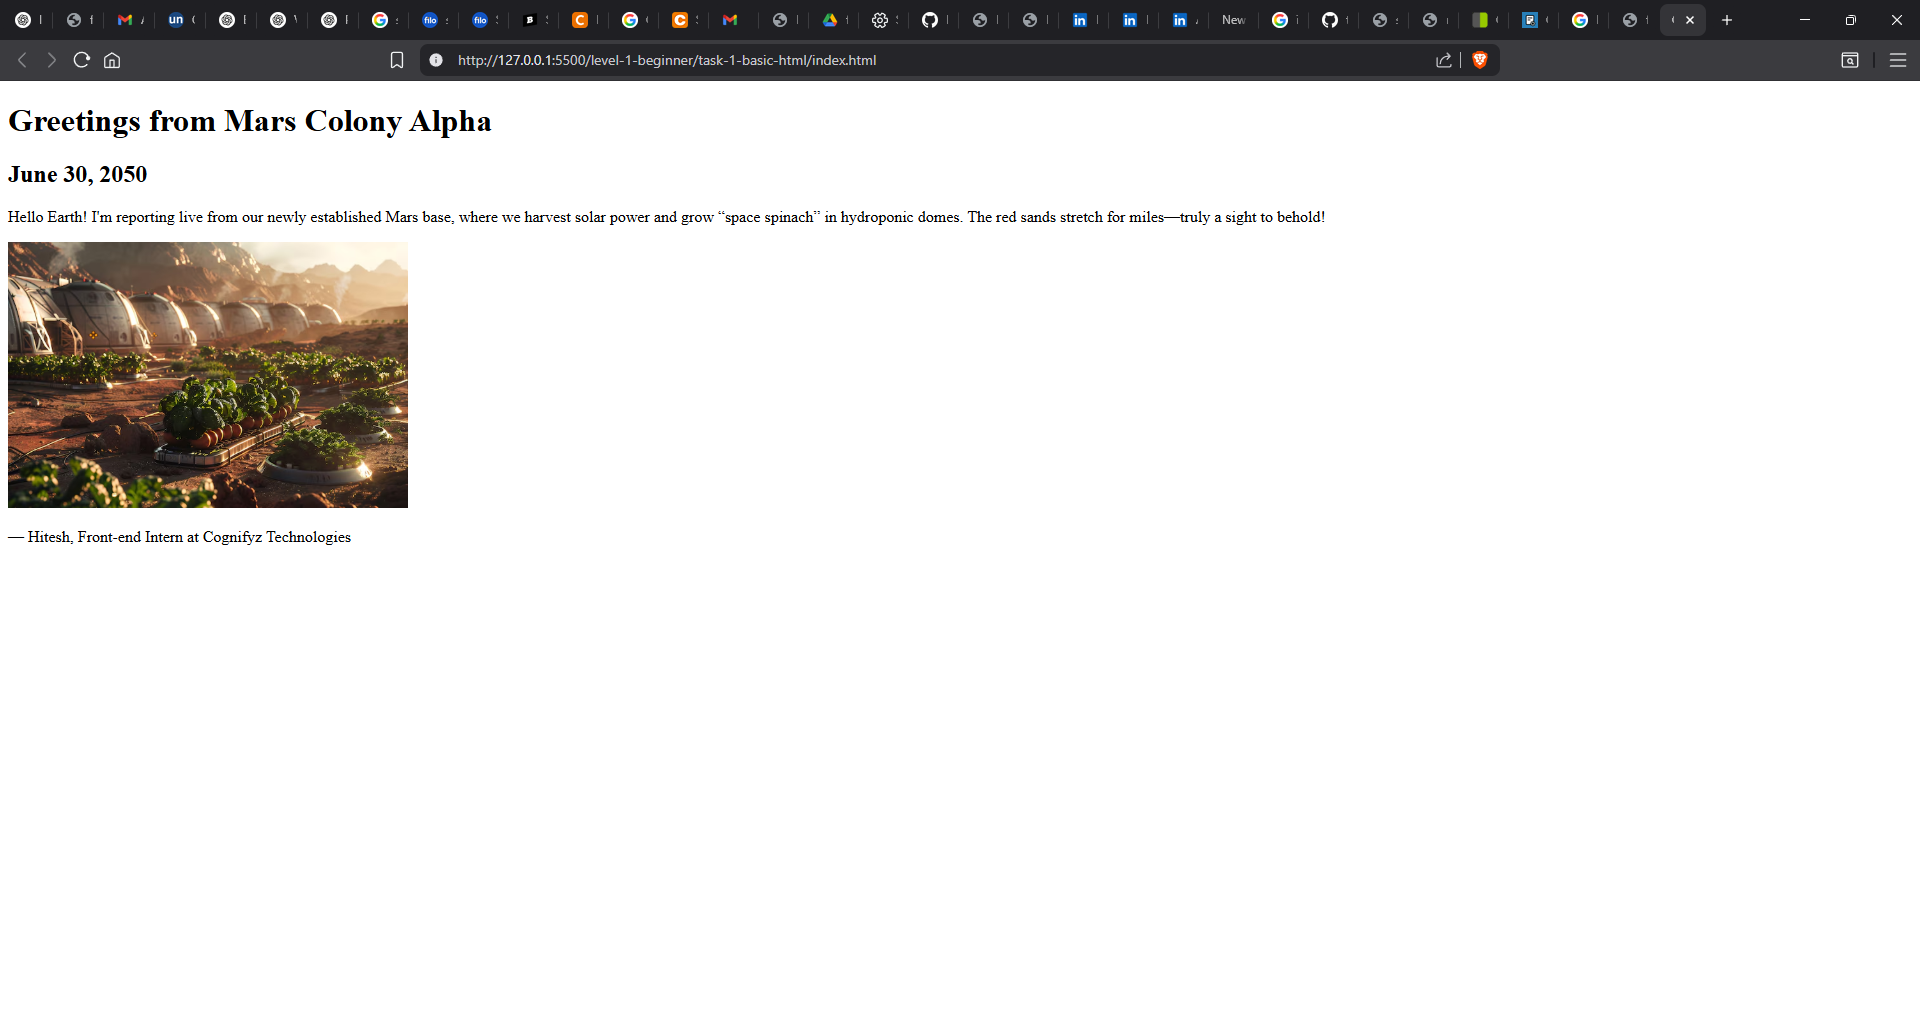 New
http://127.0.0.1:5500/level-1-beginner/task-1-basic-html/index.html
Greetings from Mars Colony Alpha
June 30, 2050
Hello Earth! I'm reporting live from our newly established Mars base, where we harvest solar power and grow “space spinach” in hydroponic domes. The red sands stretch for miles—truly a sight to behold!
— Hitesh, Front-end Intern at Cognifyz Technologies